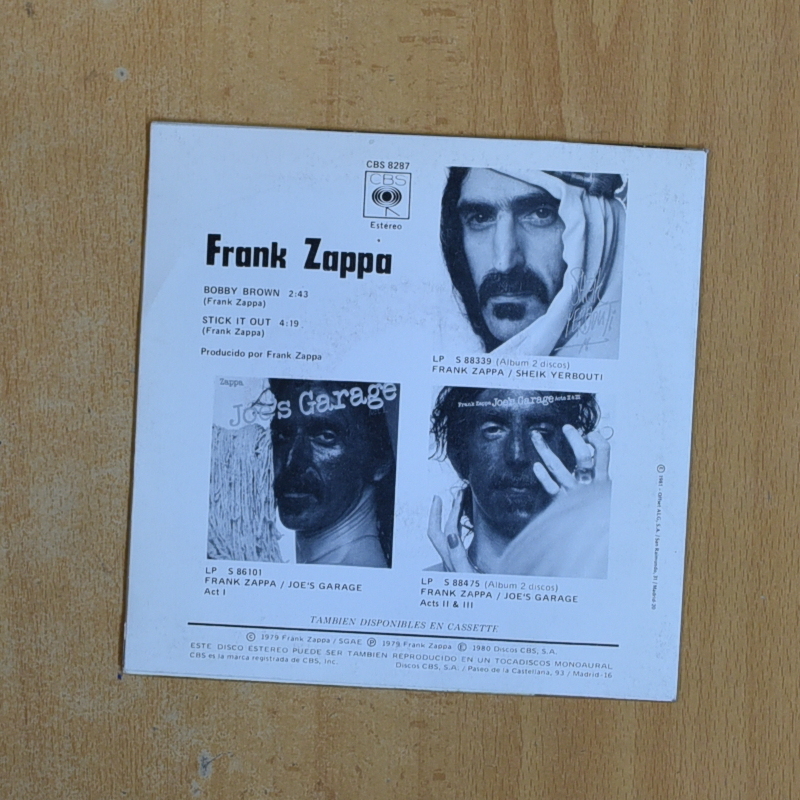 CBS 8287
CBS
Estéreo
Frank Zappa
BOBBY BROWN 2:43
(Frank Zappa)
STICK IT OUT 4:19
(Frank Zappa)
Producido por Frank Zappa
LP S 88339 (Album 2 discos)
FRANK ZAPPA / SHEIK YERBOUTI
Zappa
Joe's Garage
LP S 86101
FRANK ZAPPA / JOE'S GARAGE
Act I
Frank Zappa Joe's Garage Acts II & III
LP S 88475 (Album 2 discos)
FRANK ZAPPA / JOE'S GARAGE
Acts II & III
TAMBIEN DISPONIBLES EN CASSETTE
© 1979 Frank Zappa / SGAE ℗ 1979 Frank Zappa Ⓔ 1980 Discos CBS, S.A.
ESTE DISCO ESTEREO PUEDE SER TAMBIEN REPRODUCIDO EN UN TOCADISCOS MONOAURAL
CBS es la marca registrada de CBS, Inc. Discos CBS, S.A. / Paseo de la Castellana, 93 / Madrid-16